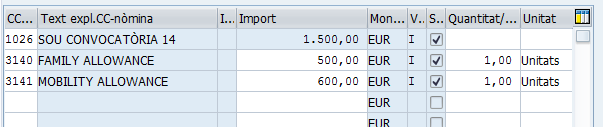 CC... Text expl.CC-nòmina I... Import Mon... V... S... Quantitat/... Unitat
1026 SOU CONVOCATÒRIA 14 1.500,00 EUR I
3140 FAMILY ALLOWANCE 500,00 EUR I 1,00 Unitats
3141 MOBILITY ALLOWANCE 600,00 EUR I 1,00 Unitats
EUR
EUR